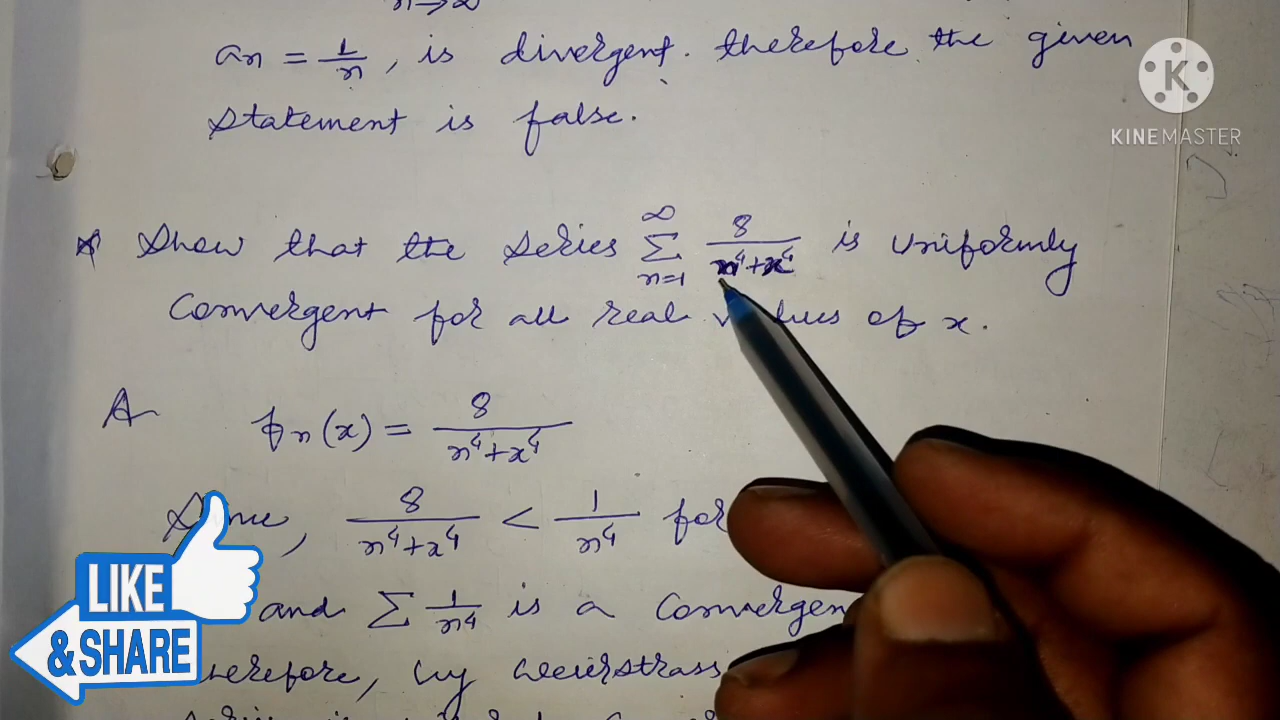 n→∞
an = 1/n, is divergent. therefore the given
statement is false.
KINEMASTER
* Show that the series ∑_{n=1}^{∞} 8/(n⁴+x⁴) is uniformly
Convergent for all real values of x.
A fn(x) = 8/(n⁴+x⁴)
Since, 8/(n⁴+x⁴) < 1/n⁴ for
and ∑ 1/n⁴ is a
therefore, by weierstrass
LIKE
& SHARE